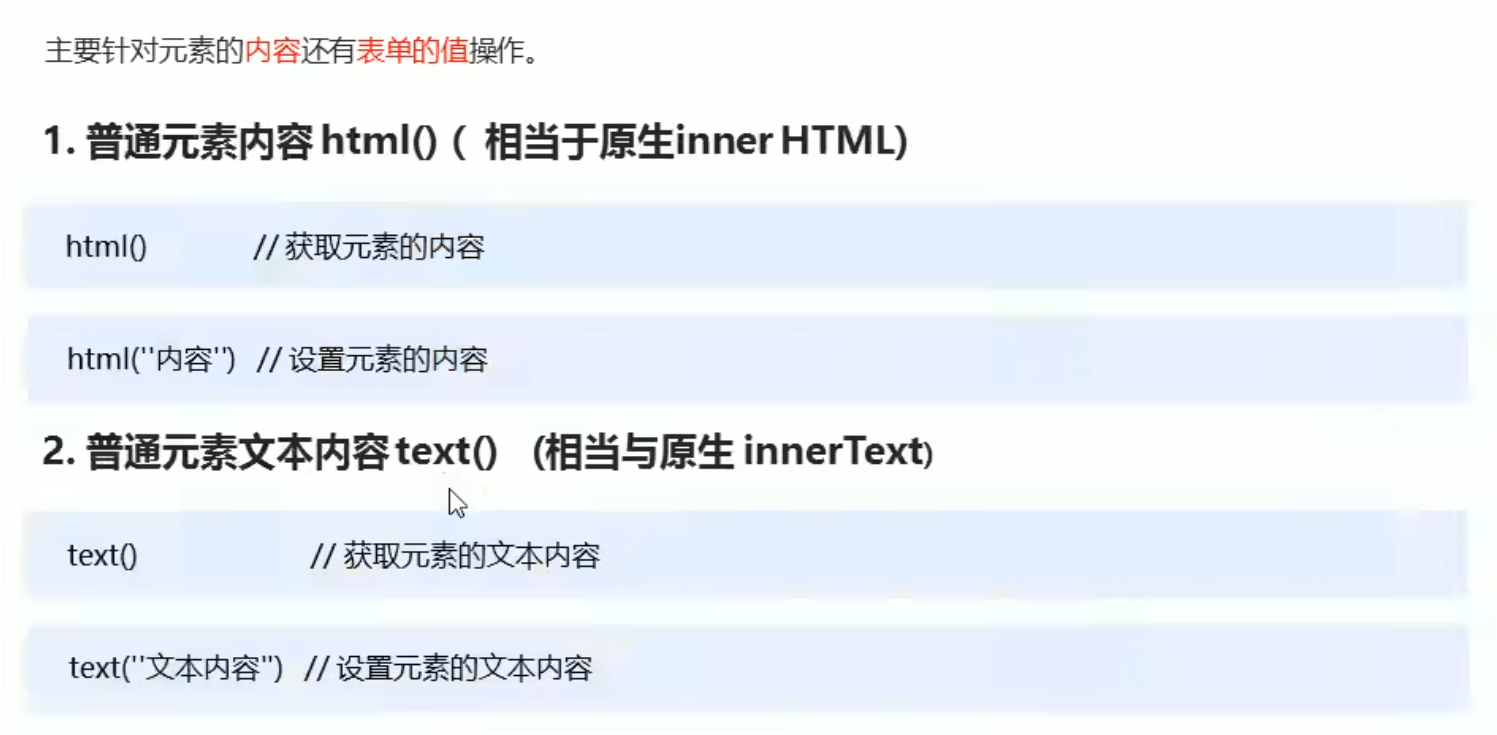 主要针对元素的内容还有表单的值操作。
1. 普通元素内容 html() ( 相当于原生inner HTML)
html() // 获取元素的内容
html(''内容'') // 设置元素的内容
2. 普通元素文本内容 text() (相当与原生 innerText)
text() // 获取元素的文本内容
text(''文本内容'') // 设置元素的文本内容